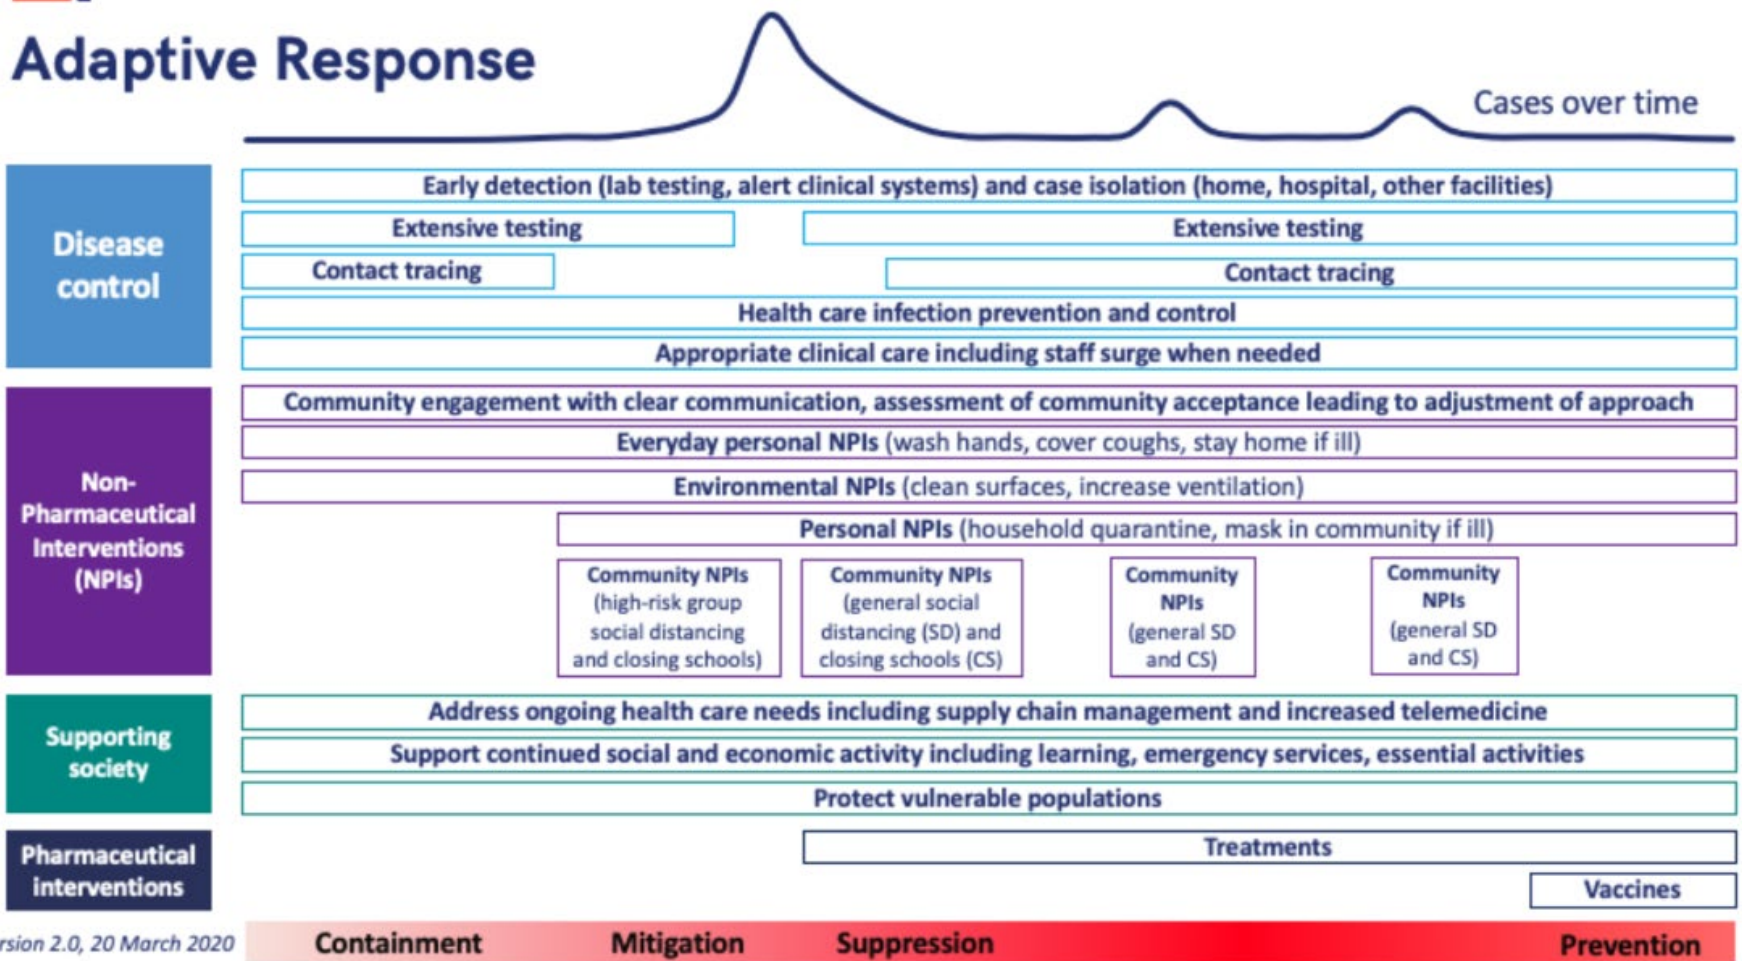 Adaptive Response
Cases over time
Disease
control
Early detection (lab testing, alert clinical systems) and case isolation (home, hospital, other facilities)
Extensive testing
Extensive testing
Contact tracing
Contact tracing
Health care infection prevention and control
Appropriate clinical care including staff surge when needed
Non-
Pharmaceutical
Interventions
(NPIs)
Community engagement with clear communication, assessment of community acceptance leading to adjustment of approach
Everyday personal NPIs (wash hands, cover coughs, stay home if ill)
Environmental NPIs (clean surfaces, increase ventilation)
Personal NPIs (household quarantine, mask in community if ill)
Community NPIs
(high-risk group
social distancing
and closing schools)
Community NPIs
(general social
distancing (SD) and
closing schools (CS)
Community
NPIs
(general SD
and CS)
Community
NPIs
(general SD
and CS)
Supporting
society
Address ongoing health care needs including supply chain management and increased telemedicine
Support continued social and economic activity including learning, emergency services, essential activities
Protect vulnerable populations
Pharmaceutical
interventions
Treatments
Vaccines
rsion 2.0, 20 March 2020
Containment
Mitigation
Suppression
Prevention